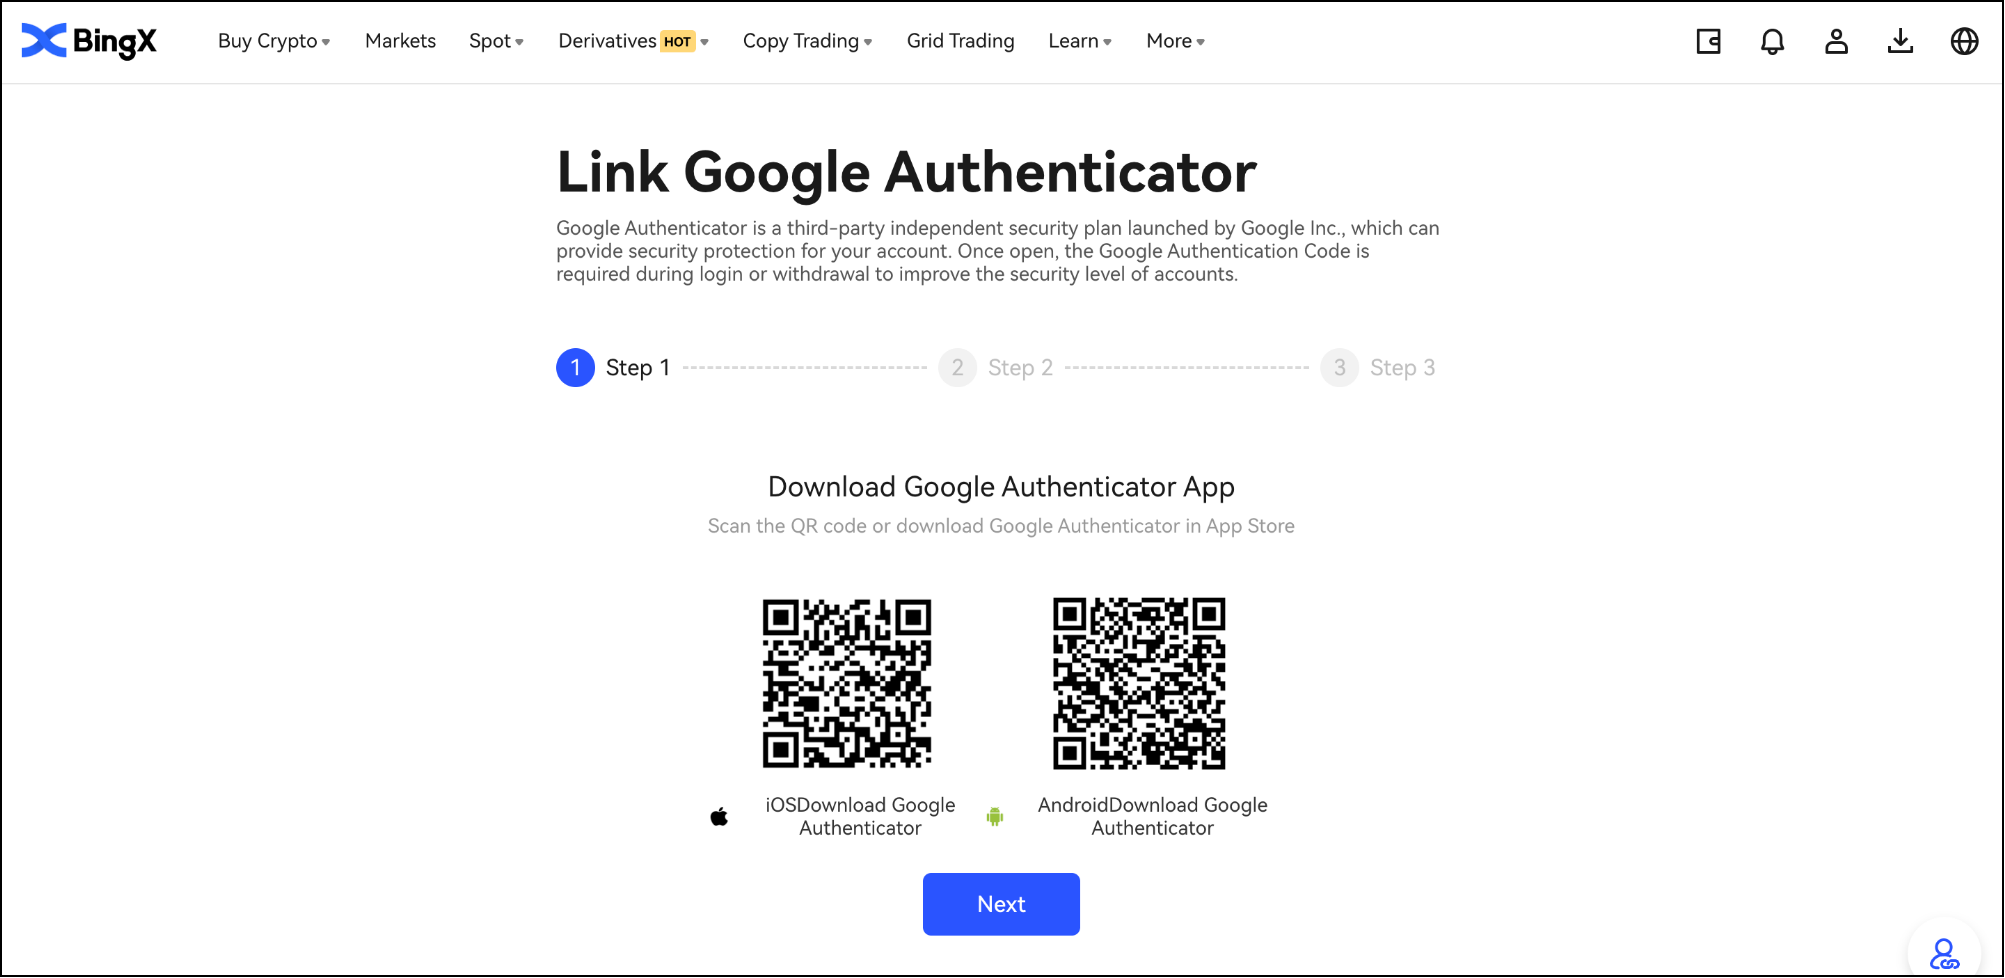 BingX
Buy Crypto Markets Spot Derivatives HOT Copy Trading Grid Trading Learn More
Link Google Authenticator
Google Authenticator is a third-party independent security plan launched by Google Inc., which can
provide security protection for your account. Once open, the Google Authentication Code is
required during login or withdrawal to improve the security level of accounts.
1 Step 1 2 Step 2 3 Step 3
Download Google Authenticator App
Scan the QR code or download Google Authenticator in App Store
iOSDownload Google
Authenticator
AndroidDownload Google
Authenticator
Next